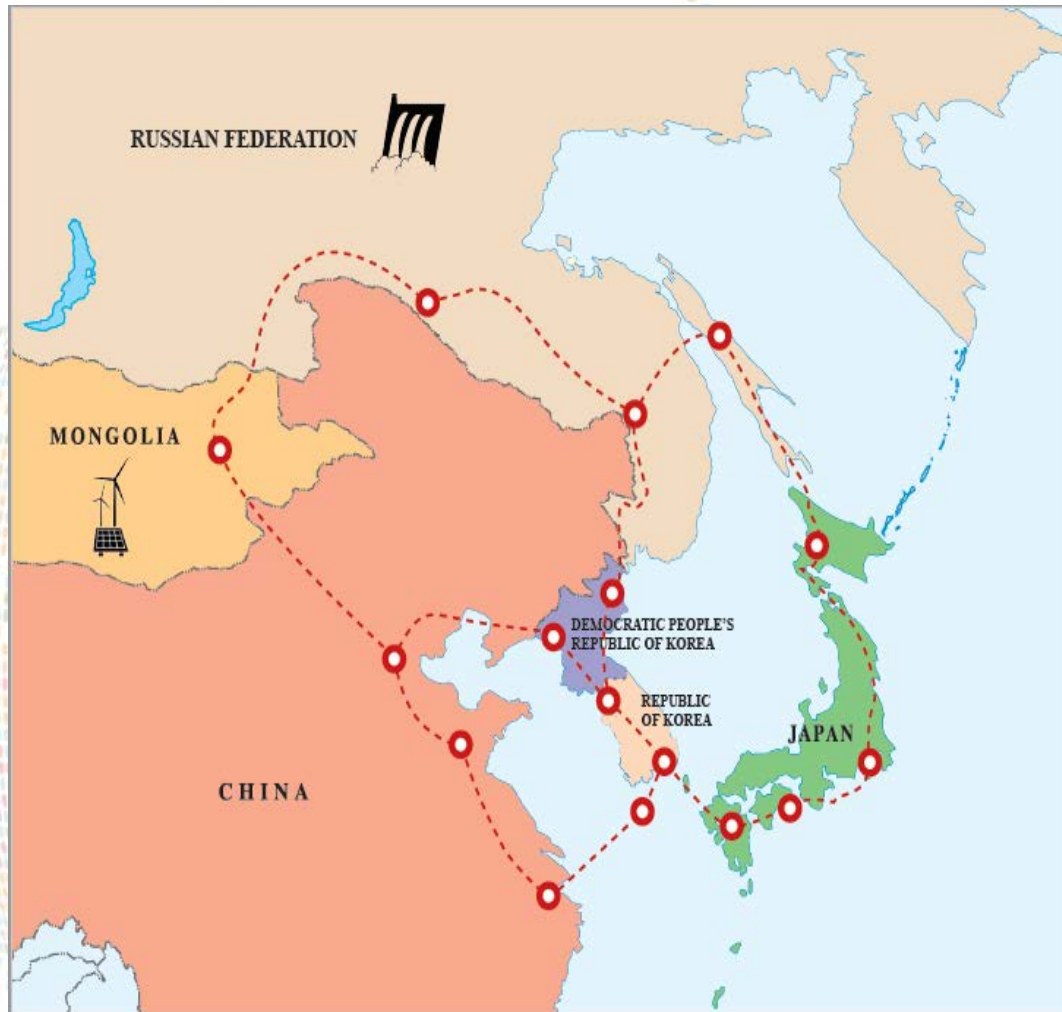 RUSSIAN FEDERATION
MONGOLIA
DEMOCRATIC PEOPLE'S
REPUBLIC OF KOREA
REPUBLIC
OF KOREA
JAPAN
CHINA